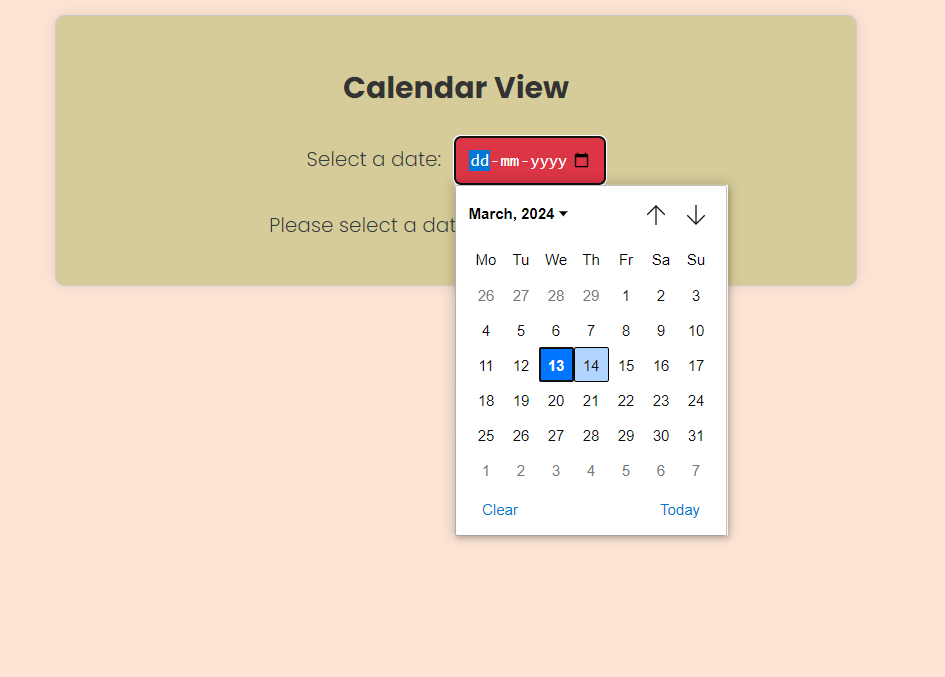 Calendar View
Select a date: dd-mm-yyyy
Please select a dat
March, 2024
Mo Tu We Th Fr Sa Su
26 27 28 29 1 2 3
4 5 6 7 8 9 10
11 12 13 14 15 16 17
18 19 20 21 22 23 24
25 26 27 28 29 30 31
1 2 3 4 5 6 7
Clear Today